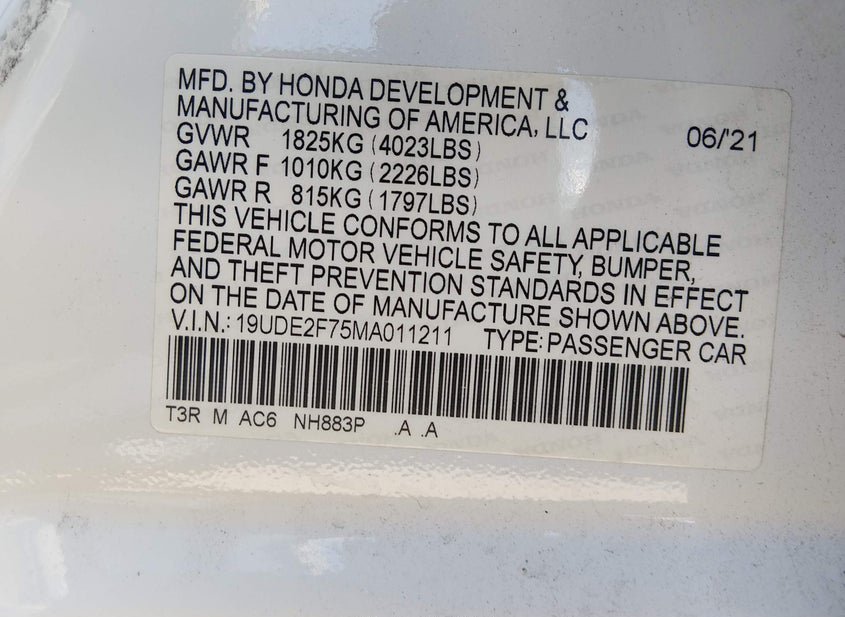 MFD. BY HONDA DEVELOPMENT &
MANUFACTURING OF AMERICA, LLC 06/'21
GVWR 1825KG (4023LBS)
GAWR F 1010KG (2226LBS)
GAWR R 815KG (1797LBS)
THIS VEHICLE CONFORMS TO ALL APPLICABLE
FEDERAL MOTOR VEHICLE SAFETY, BUMPER,
AND THEFT PREVENTION STANDARDS IN EFFECT
ON THE DATE OF MANUFACTURE SHOWN ABOVE.
V.I.N.: 19UDE2F75MA011211 TYPE: PASSENGER CAR
T3R M AC6 NH883P .A .A